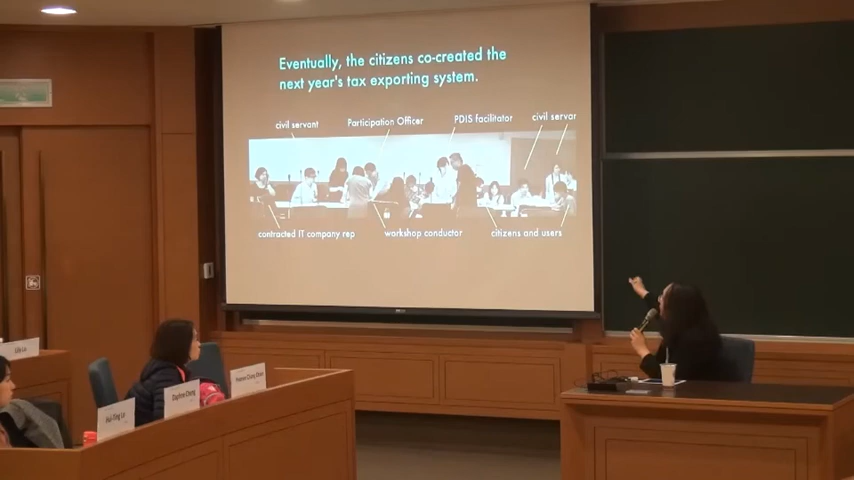 Eventually, the citizens co-created the
next year's tax exporting system.
civil servant
Participation Officer
PDIS facilitator
civil servar
contracted IT company rep
workshop conductor
citizens and users
Daphne